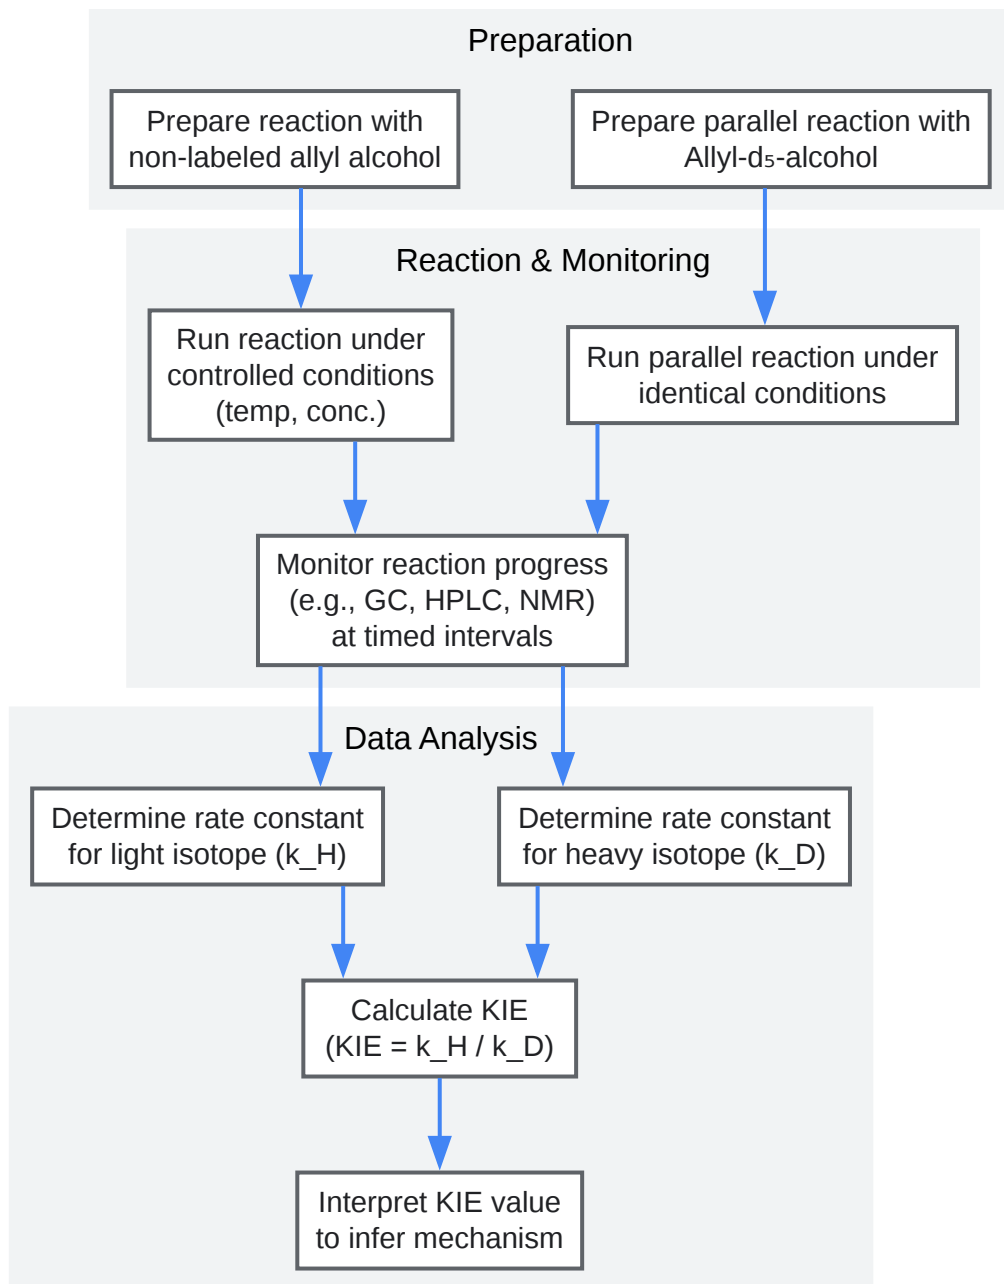 Preparation
Prepare reaction with
non-labeled allyl alcohol
Prepare parallel reaction with
Allyl-d₅-alcohol
Reaction & Monitoring
Run reaction under
controlled conditions
(temp, conc.)
Run parallel reaction under
identical conditions
Monitor reaction progress
(e.g., GC, HPLC, NMR)
at timed intervals
Data Analysis
Determine rate constant
for light isotope (k_H)
Determine rate constant
for heavy isotope (k_D)
Calculate KIE
(KIE = k_H / k_D)
Interpret KIE value
to infer mechanism